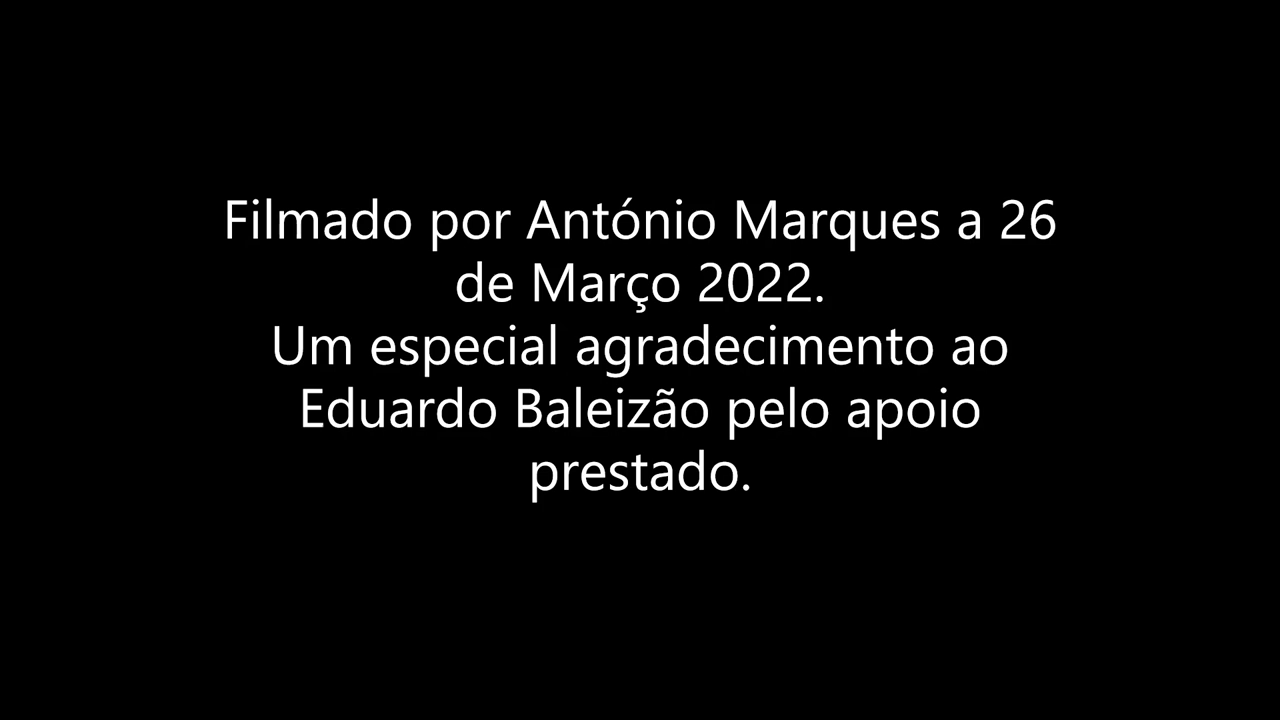 Filmado por António Marques a 26
de Março 2022.
Um especial agradecimento ao
Eduardo Baleizão pelo apoio
prestado.